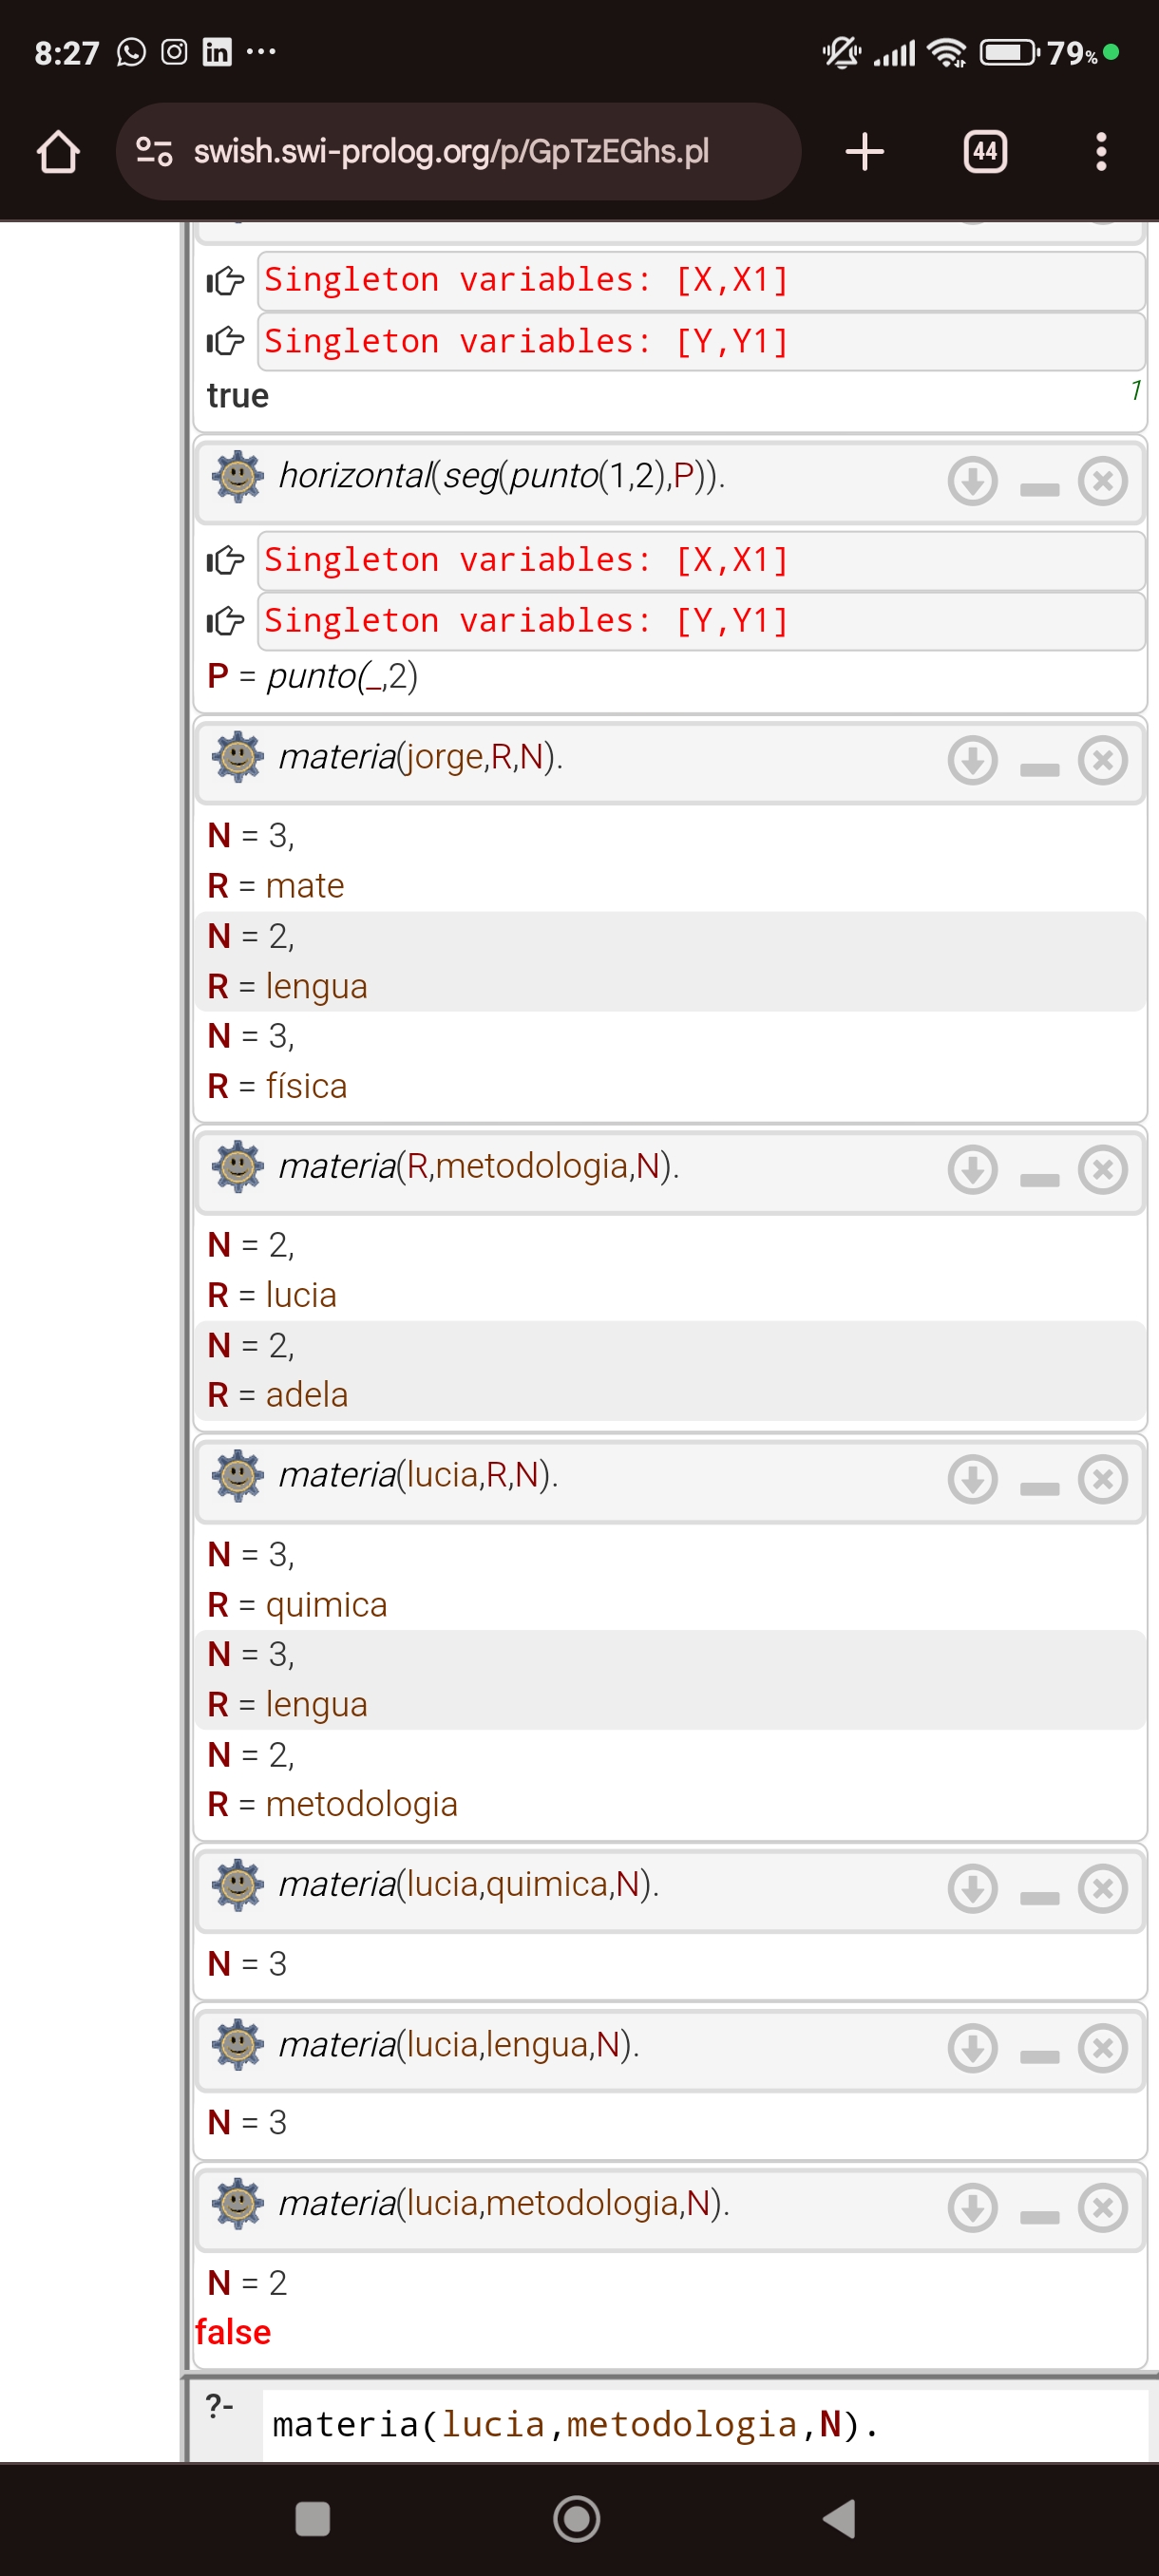 8:27 79%
swish.swi-prolog.org/p/GpTzEGhs.pl 44
Singleton variables: [X,X1]
Singleton variables: [Y,Y1]
true 1
horizontal(seg(punto(1,2),P)).
Singleton variables: [X,X1]
Singleton variables: [Y,Y1]
P = punto(_,2)
materia(jorge,R,N).
N = 3,
R = mate
N = 2,
R = lengua
N = 3,
R = física
materia(R,metodologia,N).
N = 2,
R = lucia
N = 2,
R = adela
materia(lucia,R,N).
N = 3,
R = quimica
N = 3,
R = lengua
N = 2,
R = metodologia
materia(lucia,quimica,N).
N = 3
materia(lucia,lengua,N).
N = 3
materia(lucia,metodologia,N).
N = 2
false
?- materia(lucia,metodologia,N).